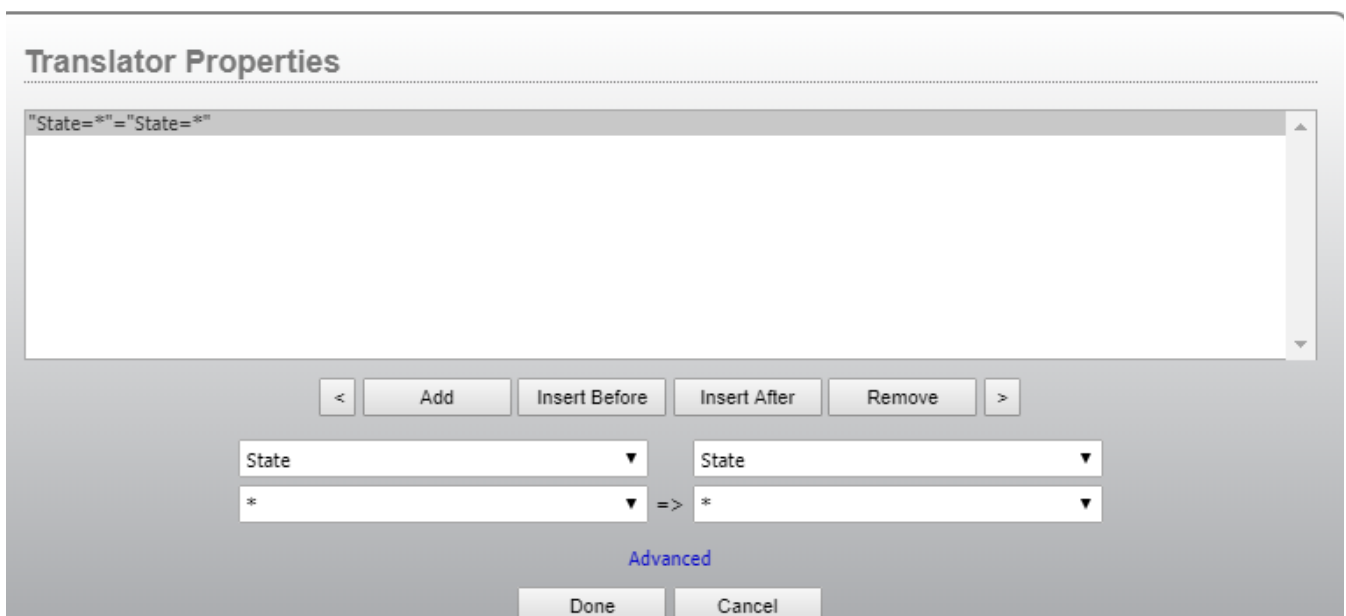 Translator Properties
"State=*"="State=*"
< Add Insert Before Insert After Remove >
State State
* => *
Advanced
Done Cancel